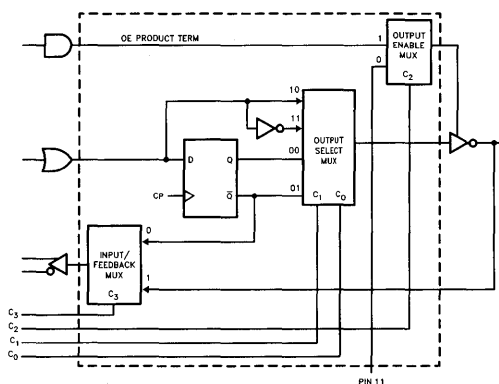 OE PRODUCT TERM
1
0
OUTPUT
ENABLE
MUX
C2
10
11
OUTPUT
SELECT
MUX
00
01
C1 C0
D Q
CP
Q̅
0
INPUT/
FEEDBACK
MUX
C3
1
C3
C2
C1
C0
PIN 11